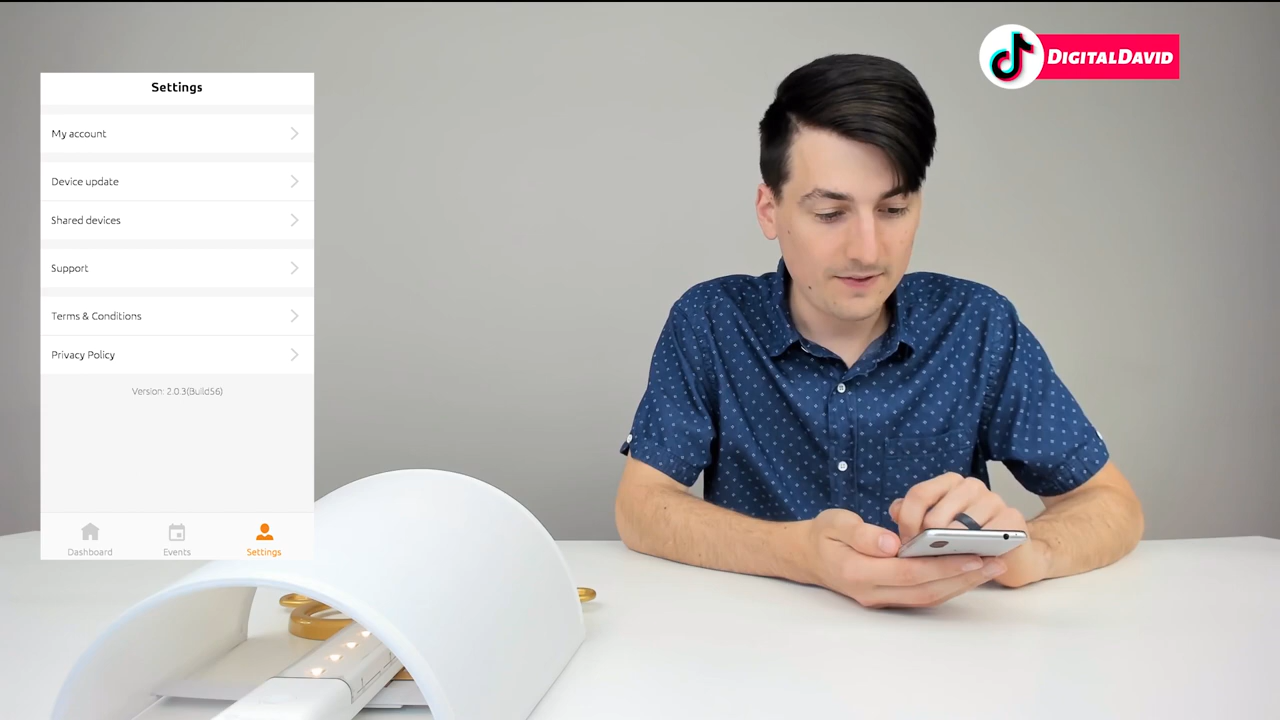 Settings
My account
Device update
Shared devices
Support
Terms & Conditions
Privacy Policy
Version: 2.0.3(Build56)
Dashboard
Events
Settings
DIGITALDAVID